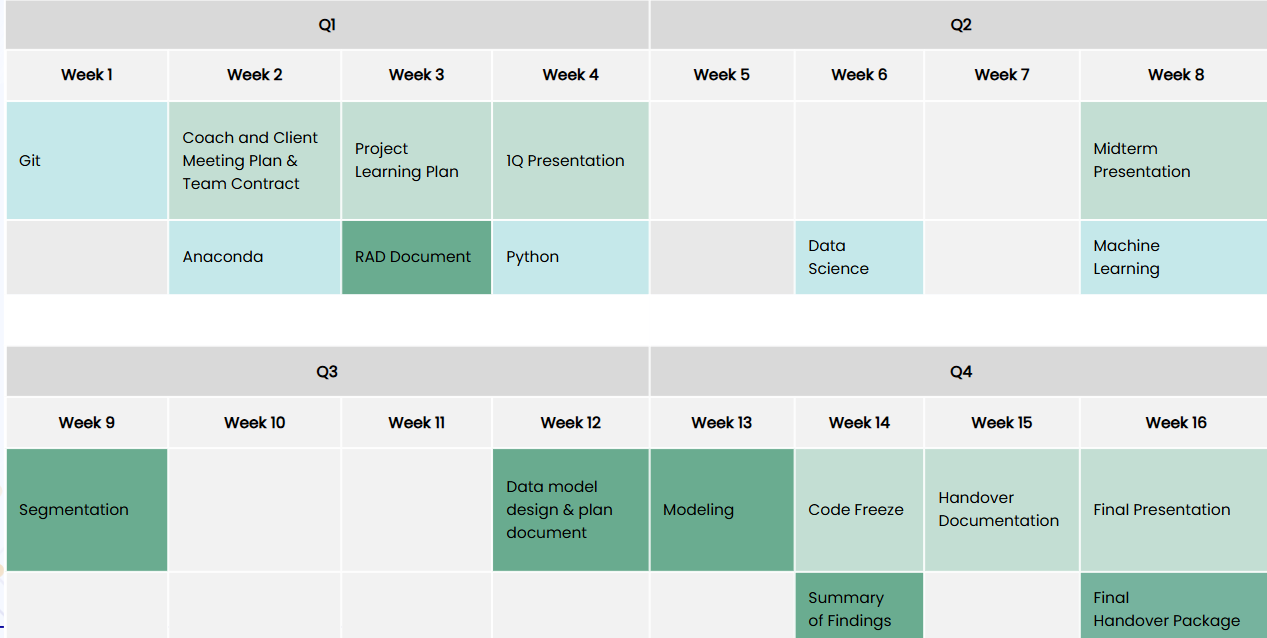 Q1
Q2
Week 1
Week 2
Week 3
Week 4
Week 5
Week 6
Week 7
Week 8
Git
Coach and Client
Meeting Plan &
Team Contract
Project
Learning Plan
1Q Presentation
Midterm
Presentation
Anaconda
RAD Document
Python
Data
Science
Machine
Learning
Q3
Q4
Week 9
Week 10
Week 11
Week 12
Week 13
Week 14
Week 15
Week 16
Segmentation
Data model
design & plan
document
Modeling
Code Freeze
Handover
Documentation
Final Presentation
Summary
of Findings
Final
Handover Package